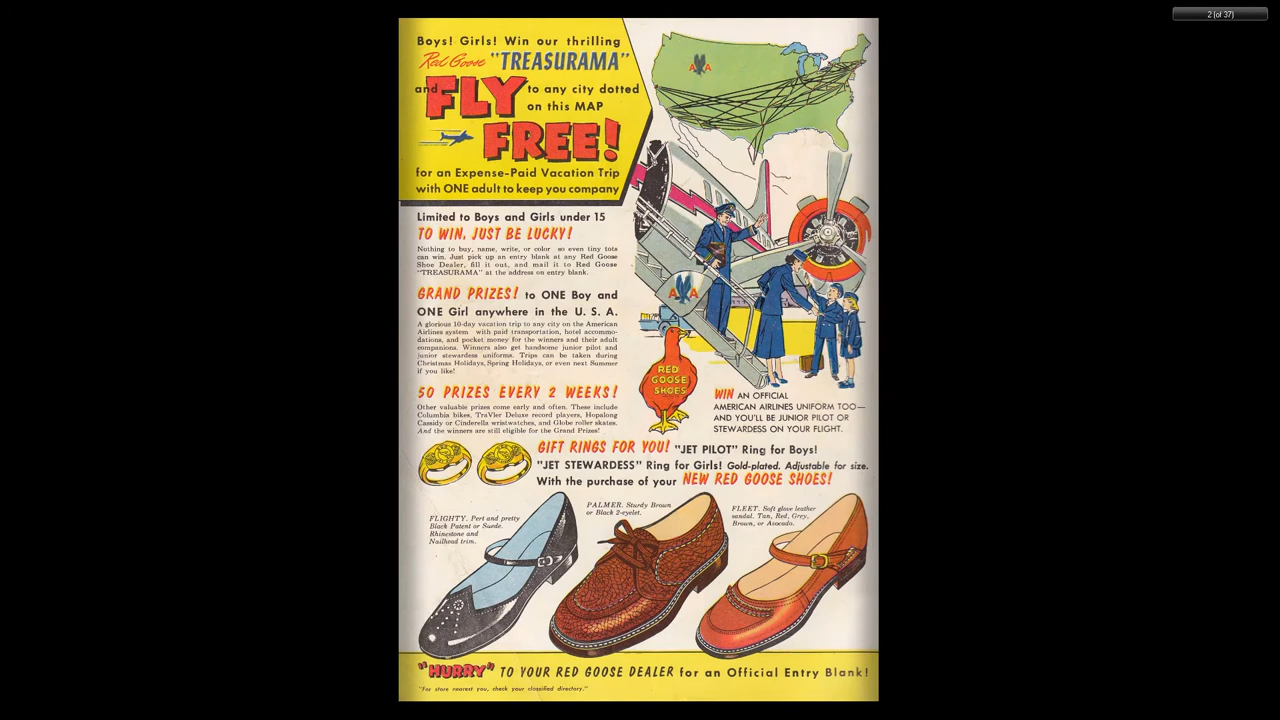 2 (of 37)
Boys! Girls! Win our thrilling
Red Goose "TREASURAMA"
and FLY to any city dotted
on this MAP
FREE!
for an Expense-Paid Vacation Trip
with ONE adult to keep you company
A A
Limited to Boys and Girls under 15
TO WIN, JUST BE LUCKY!
Nothing to buy, name, write, or color so even tiny tots
can win. Just pick up an entry blank at any Red Goose
Shoe Dealer, fill it out, and mail it to Red Goose
"TREASURAMA" at the address on entry blank.
GRAND PRIZES! to ONE Boy and
ONE Girl anywhere in the U. S. A.
A glorious 10-day vacation trip to any city on the American
Airlines system with paid transportation, hotel accommo-
dations, and pocket money for the winners and their adult
companions. Winners also get handsome junior pilot and
junior stewardess uniforms. Trips can be taken during
Christmas Holidays, Spring Holidays, or even next Summer
if you like!
A A
RED
GOOSE
SHOES
50 PRIZES EVERY 2 WEEKS!
Other valuable prizes come early and often. These include
Columbia bikes, TraVler Deluxe record players, Hopalong
Cassidy or Cinderella wristwatches, and Globe roller skates.
And the winners are still eligible for the Grand Prizes!
WIN AN OFFICIAL
AMERICAN AIRLINES UNIFORM TOO—
AND YOU'LL BE JUNIOR PILOT OR
STEWARDESS ON YOUR FLIGHT.
GIFT RINGS FOR YOU! "JET PILOT" Ring for Boys!
"JET STEWARDESS" Ring for Girls! Gold-plated. Adjustable for size.
With the purchase of your NEW RED GOOSE SHOES!
FLIGHTY. Pert and pretty
Black Patent or Suede.
Rhinestone and
Nailhead trim.
PALMER. Sturdy Brown
or Black 2-eyelet.
FLEET. Soft glove leather
sandal. Tan, Red, Grey,
Brown, or Avocado.
"HURRY" TO YOUR RED GOOSE DEALER for an Official Entry Blank!
"For store nearest you, check your classified directory."